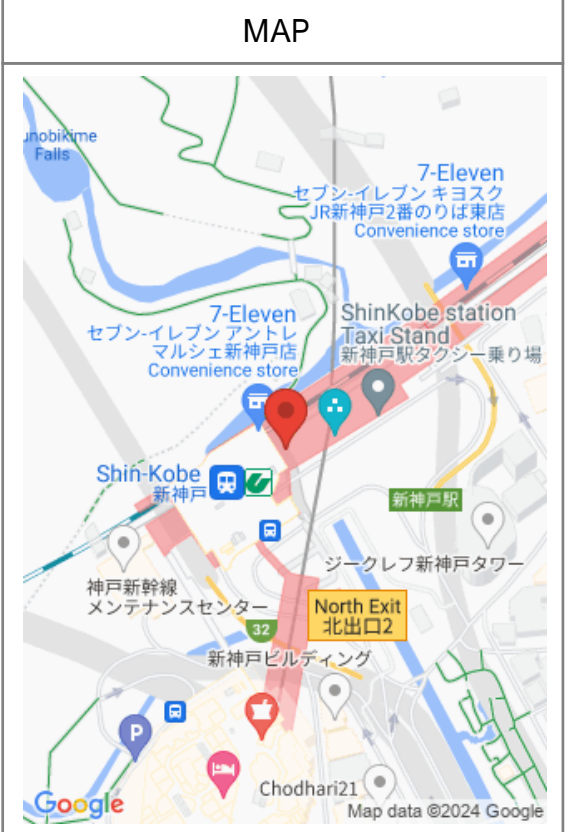 MAP
unobikime
Falls
7-Eleven
セブン-イレブン キヨスク
JR新神戸2番のりば東店
Convenience store
7-Eleven
セブン-イレブン アントレ
マルシェ新神戸店
Convenience store
ShinKobe station
Taxi Stand
新神戸駅タクシー乗り場
Shin-Kobe
新神戸
新神戸駅
ジークレフ新神戸タワー
神戸新幹線
メンテナンスセンター
North Exit
北出口2
32
新神戸ビルディング
P
Chodhari21
Google
Map data ©2024 Google